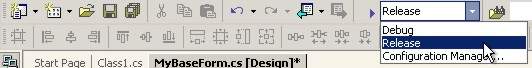 Release
Debug
Release
Configuration Manager...
Start Page Class1.cs MyBaseForm.cs [Design]*